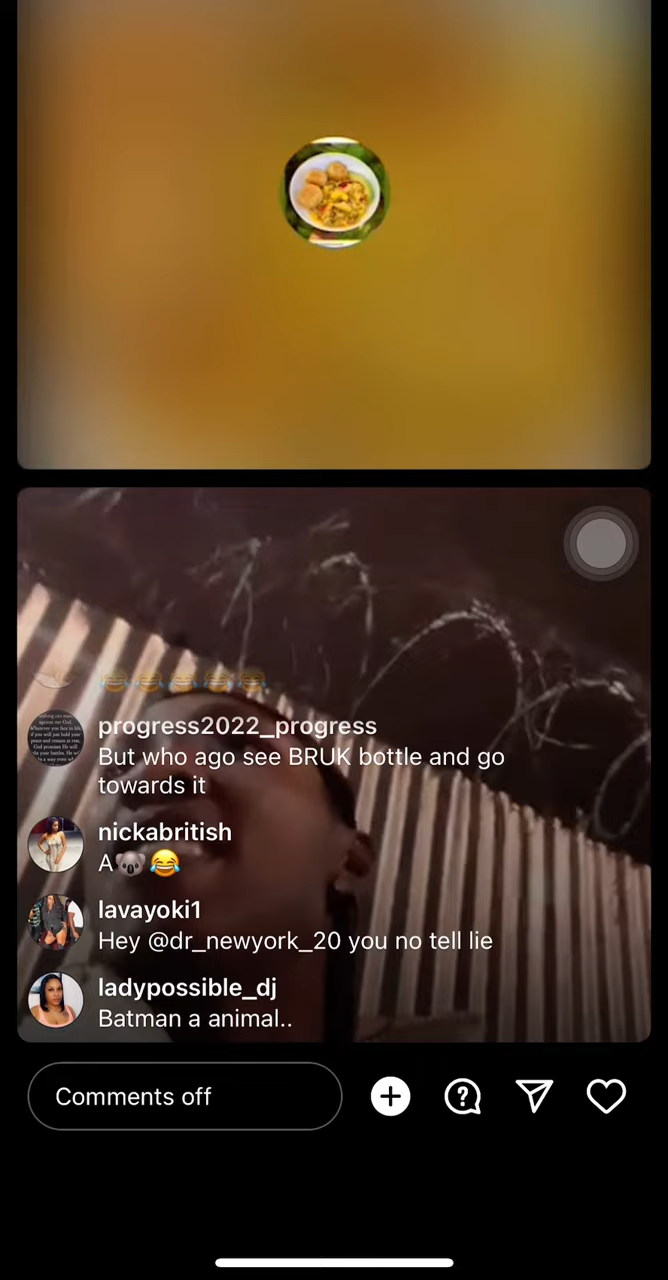 😂😂😂😂😂
progress2022_progress
But who ago see BRUK bottle and go
towards it
nickabritish
A🐨😂
lavayoki1
Hey @dr_newyork_20 you no tell lie
ladypossible_dj
Batman a animal..
Comments off